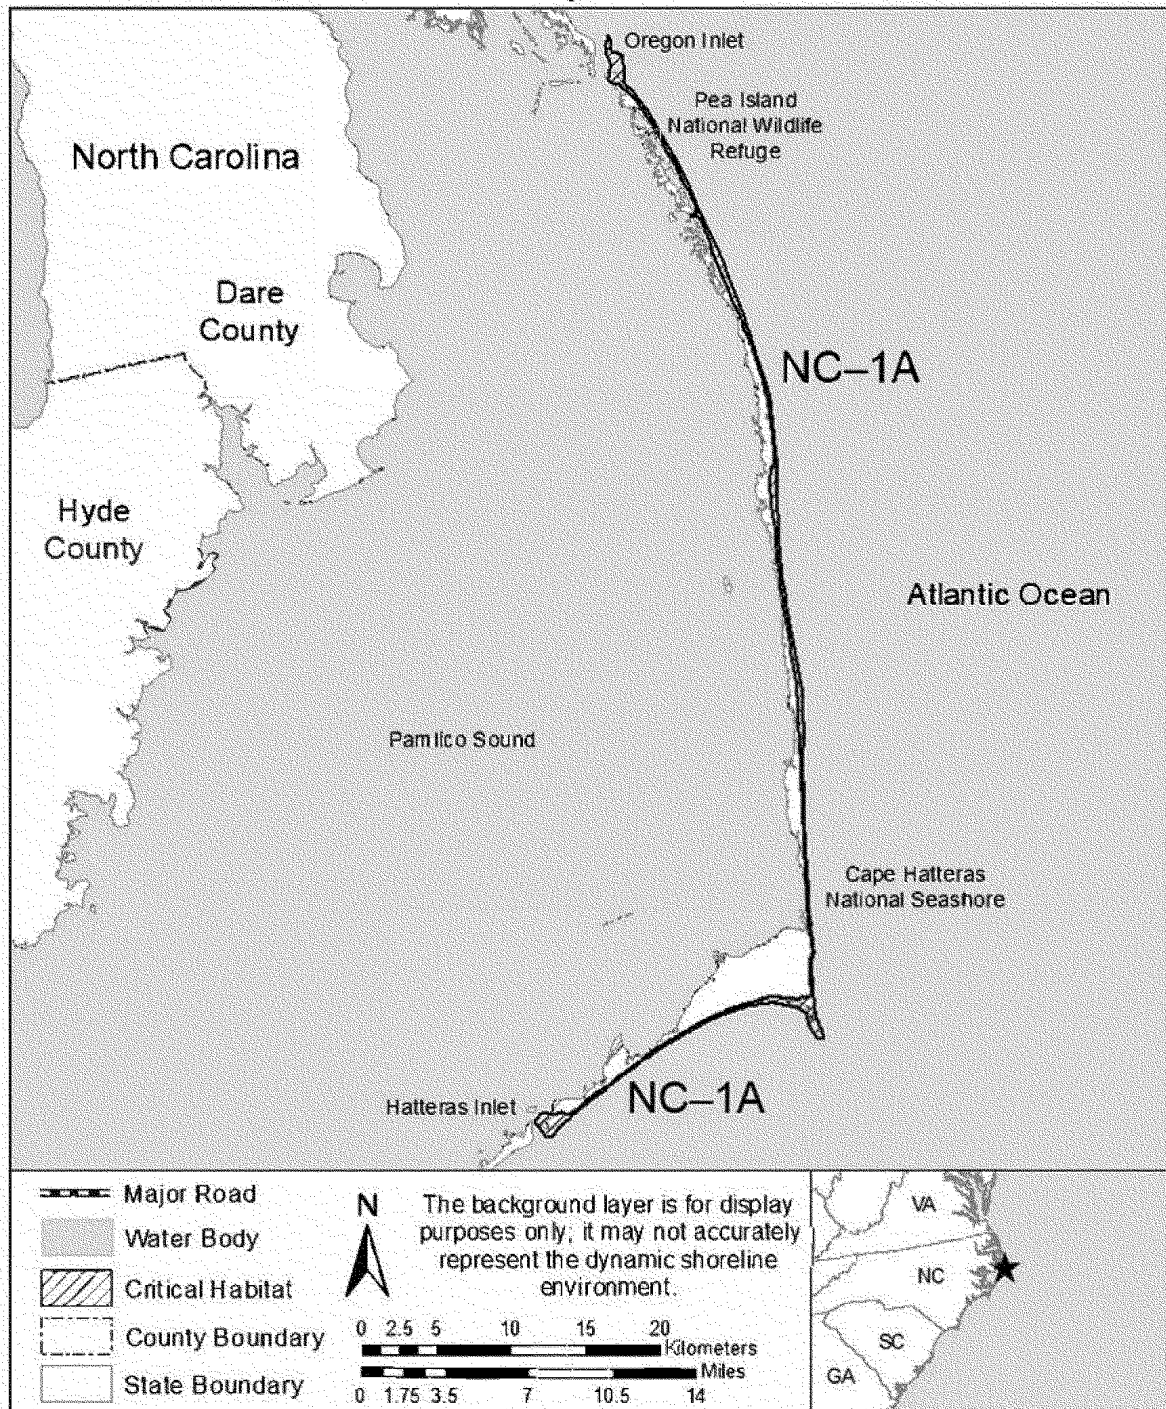 Oregon Inlet
Pea Island
National Wildlife
Refuge
North Carolina
Dare
County
NC–1A
Hyde
County
Atlantic Ocean
Pamlico Sound
Cape Hatteras
National Seashore
Hatteras Inlet
NC–1A
Major Road
Water Body
Critical Habitat
County Boundary
State Boundary
N
The background layer is for display
purposes only; it may not accurately
represent the dynamic shoreline
environment.
0 2.5 5 10 15 20
Kilometers
Miles
0 1.75 3.5 7 10.5 14
VA
NC
SC
GA